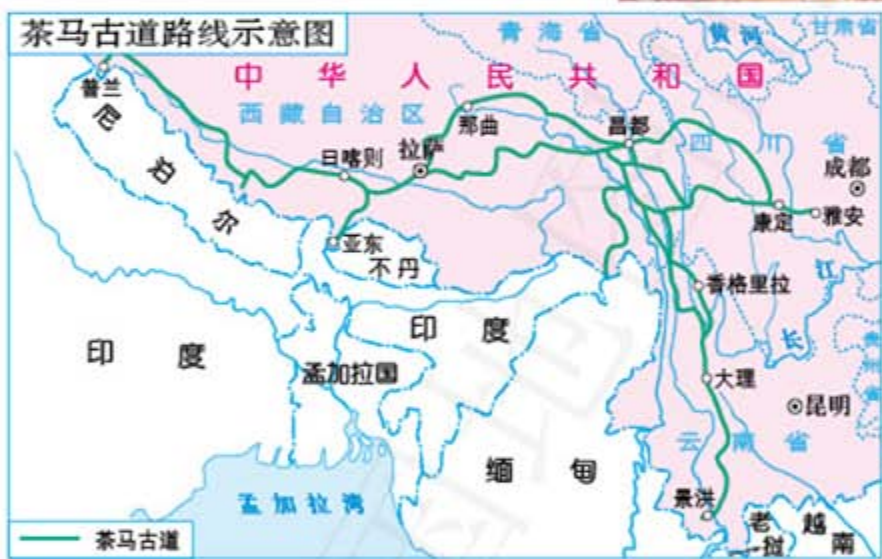 茶马古道路线示意图
青海省
黄河
甘肃省
中华人民共和国
普兰
西藏自治区
那曲
昌都
四川省
尼泊尔
日喀则
拉萨
成都
康定
雅安
亚东
不丹
香格里拉
长江
印度
印度
孟加拉国
贵州省
大理
昆明
云南省
缅甸
孟加拉湾
景洪
老挝
越南
茶马古道